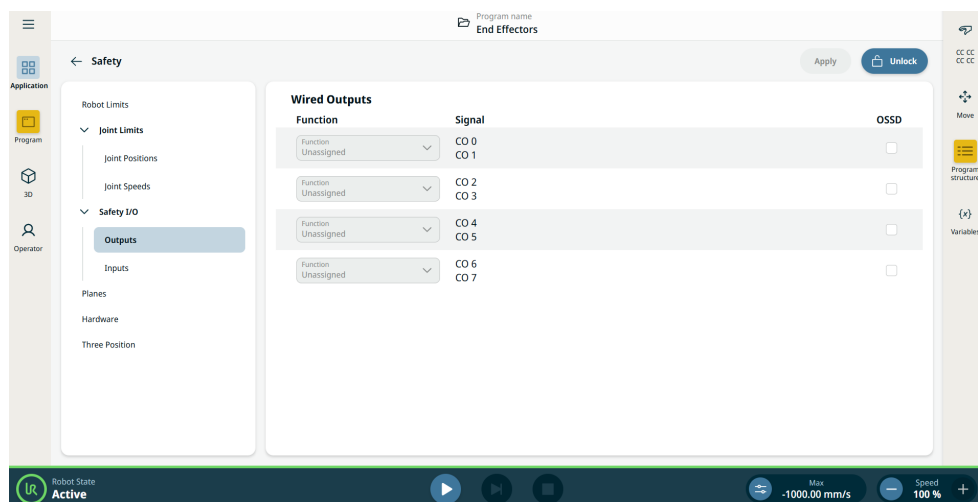 Program name
End Effectors
Application
Program
3D
Operator
Safety
Apply
Unlock
Robot Limits
Joint Limits
Joint Positions
Joint Speeds
Safety I/O
Outputs
Inputs
Planes
Hardware
Three Position
Wired Outputs
Function
Signal
OSSD
Function
Unassigned
CO 0
CO 1
Function
Unassigned
CO 2
CO 3
Function
Unassigned
CO 4
CO 5
Function
Unassigned
CO 6
CO 7
CC CC
CC CC
Move
Program
structure
{x}
Variables
UR
Robot State
Active
Max
-1000.00 mm/s
Speed
100 %